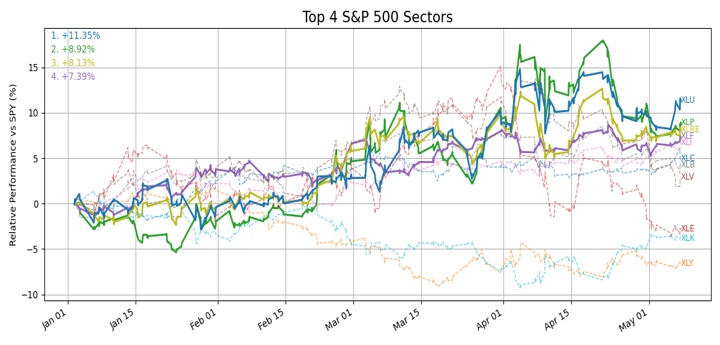 Top 4 S&P 500 Sectors
1. +11.35%
2. +8.92%
3. +8.13%
4. +7.39%
Relative Performance vs SPY (%)
15
10
5
0
−5
−10
XLU
XLP
XLRE
XLF
XLI
XLC
XLB
XLV
XLE
XLK
XLY
Jan 01
Jan 15
Feb 01
Feb 15
Mar 01
Mar 15
Apr 01
Apr 15
May 01